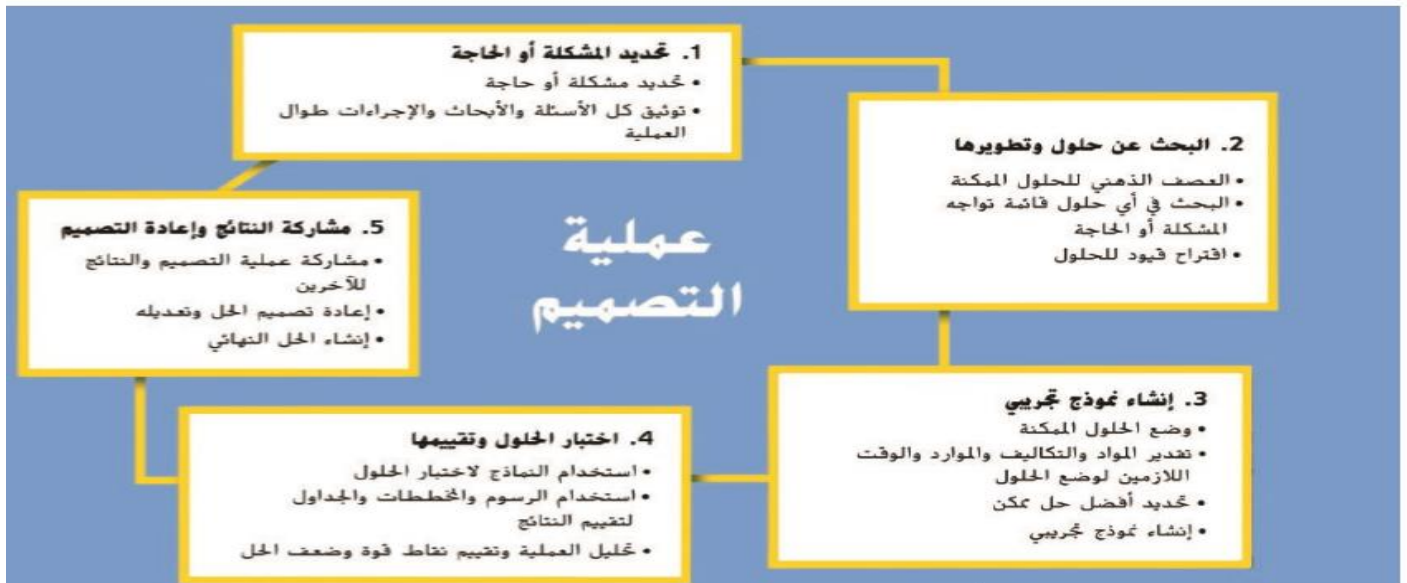 1. تحديد المشكلة أو الحاجة
• تحديد مشكلة أو حاجة
• توثيق كل الأسئلة والأبحاث والإجراءات طوال
العملية
2. البحث عن حلول وتطويرها
• العصف الذهني للحلول الممكنة
• البحث في أي حلول قائمة تواجه
المشكلة أو الحاجة
• اقتراح قيود للحلول
3. إنشاء نموذج تجريبي
• وضع الحلول الممكنة
• تقدير المواد والتكاليف والموارد والوقت
اللازمين لوضع الحلول
• تحديد أفضل حل ممكن
• إنشاء نموذج تجريبي
4. اختبار الحلول وتقييمها
• استخدام النماذج لاختبار الحلول
• استخدام الرسوم والمخططات والجداول
لتقييم النتائج
• تحليل العملية وتقييم نقاط قوة وضعف الحل
5. مشاركة النتائج وإعادة التصميم
• مشاركة عملية التصميم والنتائج
للآخرين
• إعادة تصميم الحل وتعديله
• إنشاء الحل النهائي
عملية
التصميم